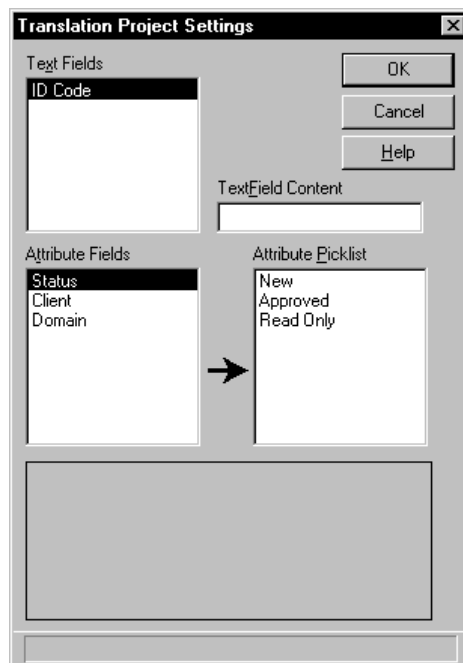 Translation Project Settings
Text Fields
ID Code
OK
Cancel
Help
TextField Content
Attribute Fields
Status
Client
Domain
Attribute Picklist
New
Approved
Read Only